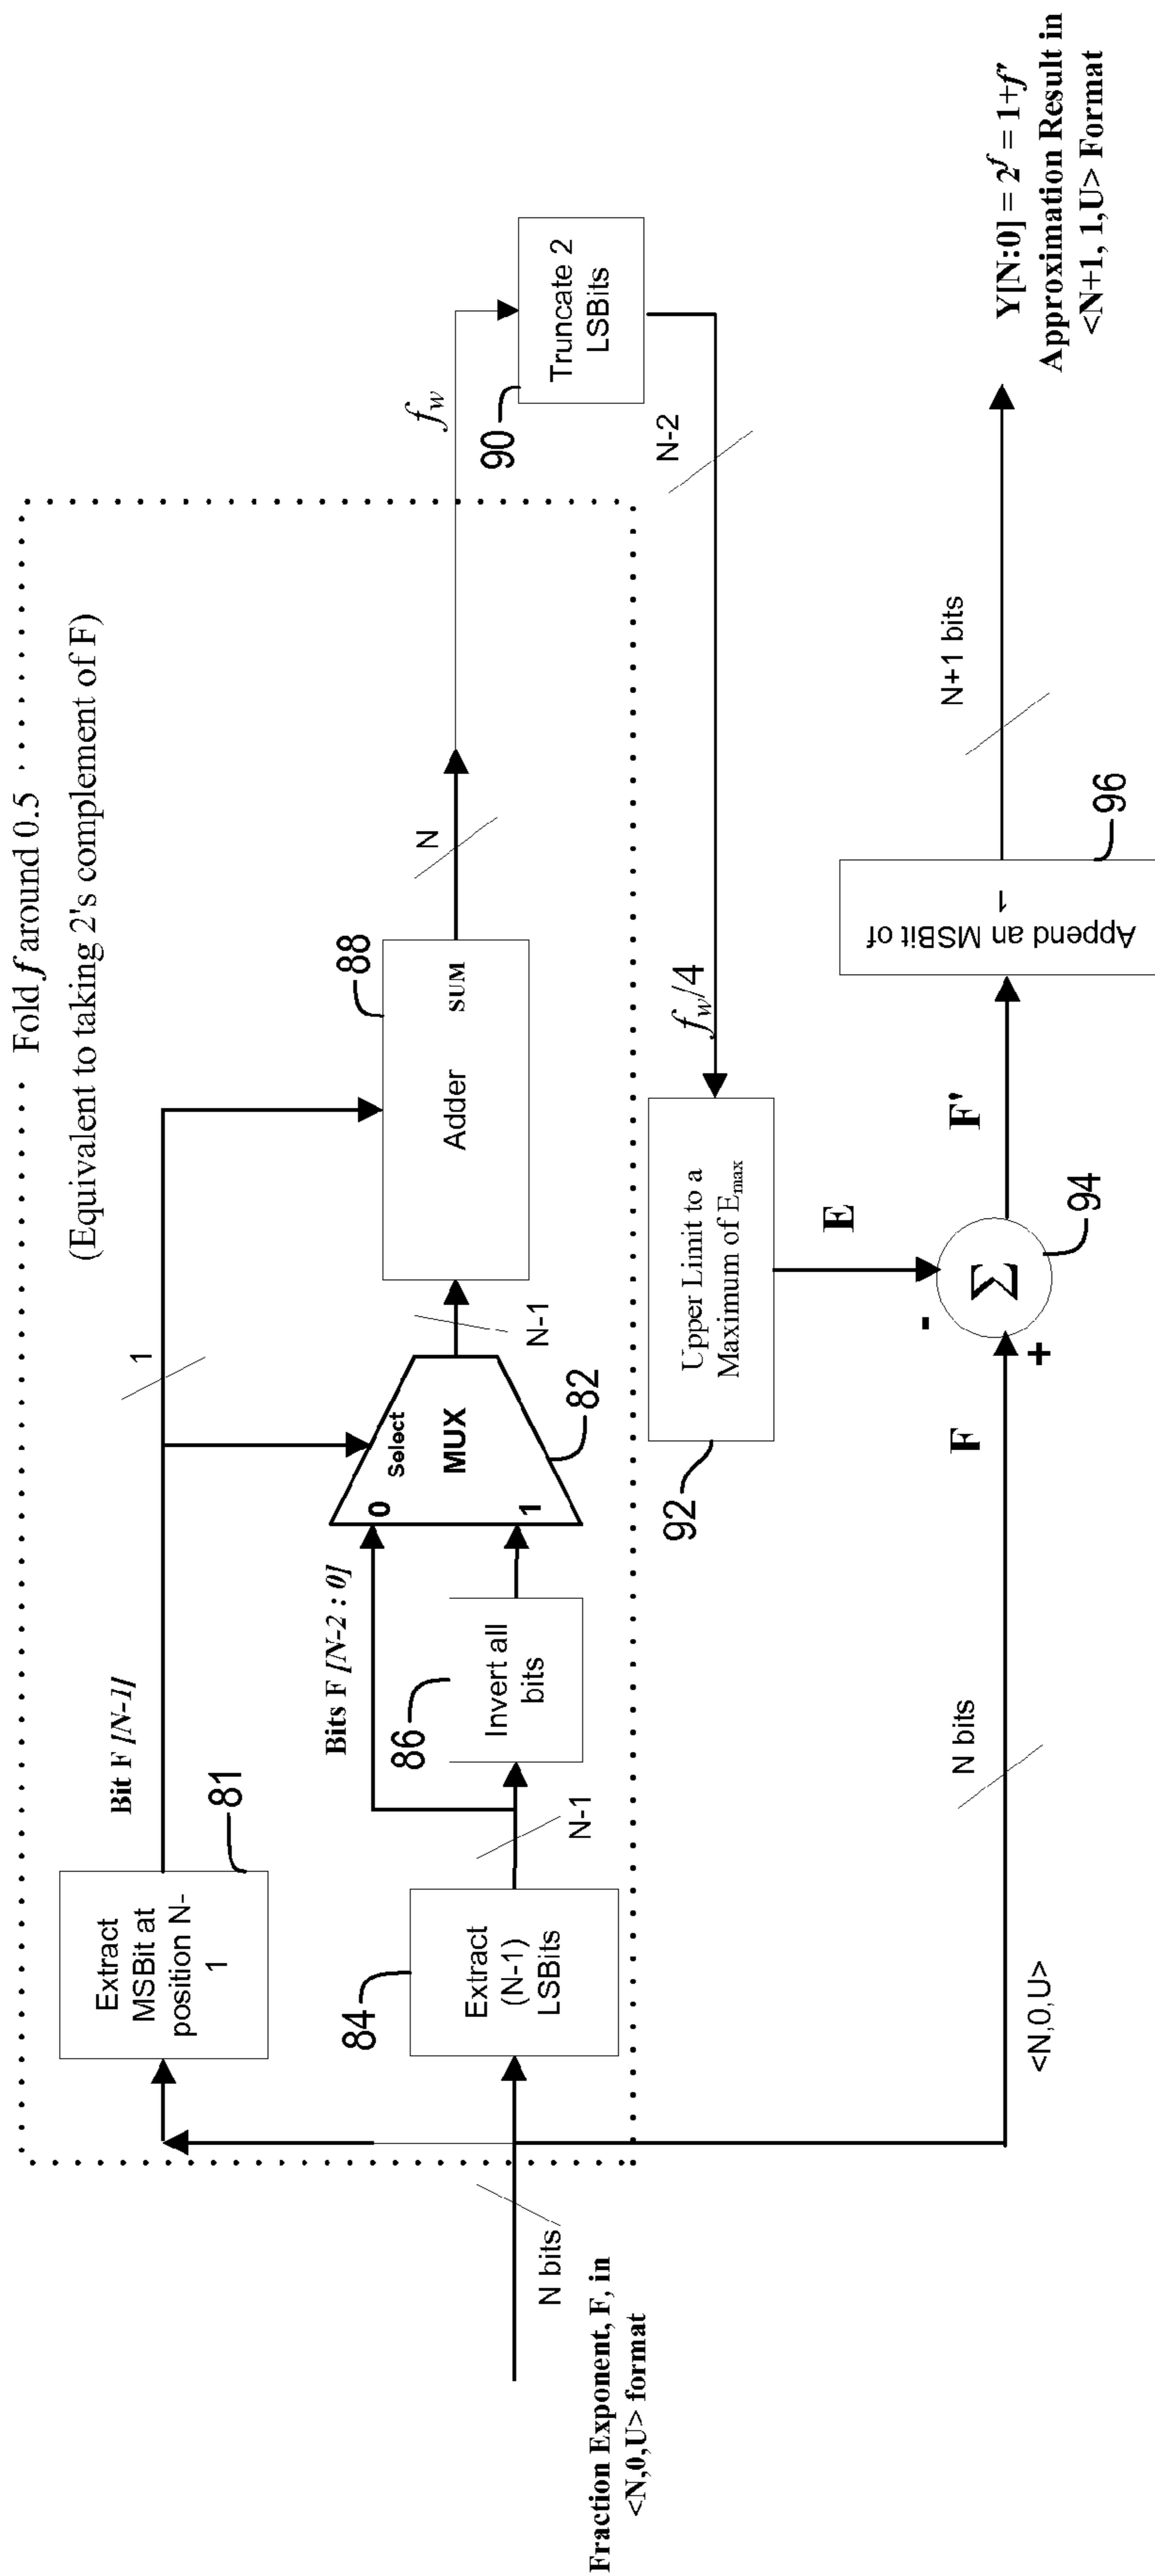 Fold f around 0.5
(Equivalent to taking 2's complement of F)
Extract
MSBit at
position N-
1
81
Bit F [N-1]
1
84
Extract
(N-1)
LSBits
N-1
86
Invert all
bits
Bits F [N-2 : 0]
0
1
Select
MUX
82
N-1
Adder
SUM
88
N
f_w
90
Truncate 2
LSBits
N-2
f_w/4
92
Upper Limit to a
Maximum of E_max
E
N bits
Fraction Exponent, F, in
<N,0,U> format
<N,0,U>
N bits
F
-
+
Σ
94
F'
Append an MSBit of
1
96
N+1 bits
Y[N:0] = 2^f = 1+f'
Approximation Result in
<N+1, 1,U> Format